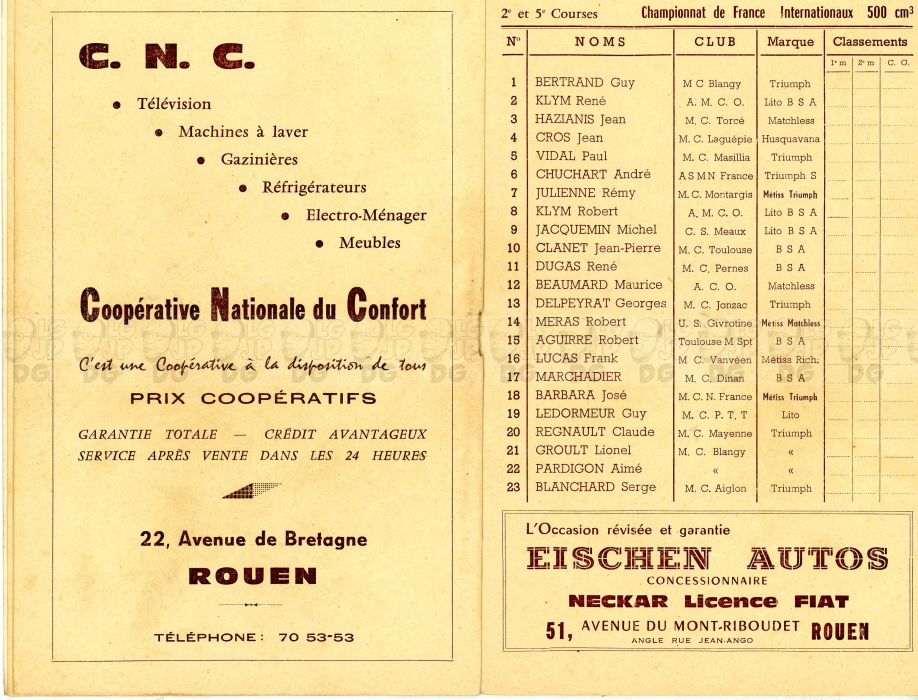 C. N. C.
• Télévision
• Machines à laver
• Gazinières
• Réfrigérateurs
• Electro-Ménager
• Meubles
Coopérative Nationale du Confort
C'est une Coopérative à la disposition de tous
PRIX COOPÉRATIFS
GARANTIE TOTALE — CRÉDIT AVANTAGEUX
SERVICE APRÈS VENTE DANS LES 24 HEURES
22, Avenue de Bretagne
ROUEN
TÉLÉPHONE: 70 53-53
2e et 5e Courses Championnat de France Internationaux 500 cm3
No NOMS CLUB Marque Classements
1e m 2e m C. G.
1 BERTRAND Guy M C Blangy Triumph
2 KLYM René A. M. C. O. Lito B S A
3 HAZIANIS Jean M. C. Torcé Matchless
4 CROS Jean M. C. Laguépie Husquavana
5 VIDAL Paul M. C. Masillia Triumph
6 CHUCHART André A S M N France Triumph S
7 JULIENNE Rémy M. C. Montargis Métiss Triumph
8 KLYM Robert A. M. C. O. Lito B S A
9 JACQUEMIN Michel C. S. Meaux Lito B S A
10 CLANET Jean-Pierre M. C. Toulouse B S A
11 DUGAS René M. C. Pernes B S A
12 BEAUMARD Maurice A. C. O. Matchless
13 DELPEYRAT Georges M. C. Jonzac Triumph
14 MERAS Robert U. S. Givrotine Metiss Matchless
15 AGUIRRE Robert Toulouse M Spt B S A
16 LUCAS Frank M. C. Vanvéen Métiss Rich.
17 MARCHADIER M. C. Dinan B S A
18 BARBARA José M. C. N. France Métiss Triumph
19 LEDORMEUR Guy M. C. P. T. T Lito
20 REGNAULT Claude M. C. Mayenne Triumph
21 GROULT Lionel M. C. Blangy «
22 PARDIGON Aimé « «
23 BLANCHARD Serge M. C. Aiglon Triumph
L'Occasion révisée et garantie
EISCHEN AUTOS
CONCESSIONNAIRE
NECKAR Licence FIAT
51, AVENUE DU MONT-RIBOUDET ROUEN
ANGLE RUE JEAN-ANGO